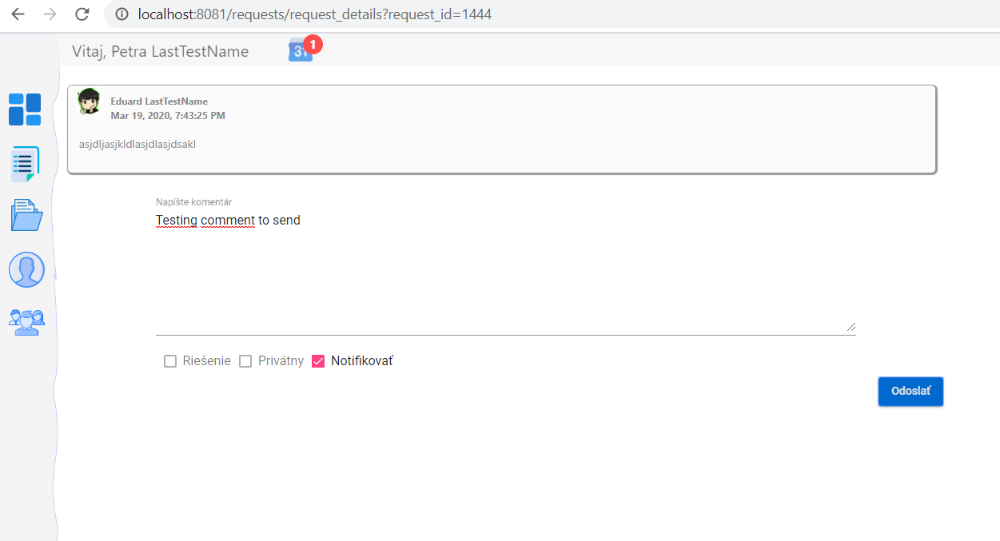 localhost:8081/requests/request_details?request_id=1444
Vitaj, Petra LastTestName
31
1
Eduard LastTestName
Mar 19, 2020, 7:43:25 PM
asjdljasjkldlasjdlasjdsakl
Napíšte komentár
Testing comment to send
Riešenie Privátny Notifikovať
Odoslať